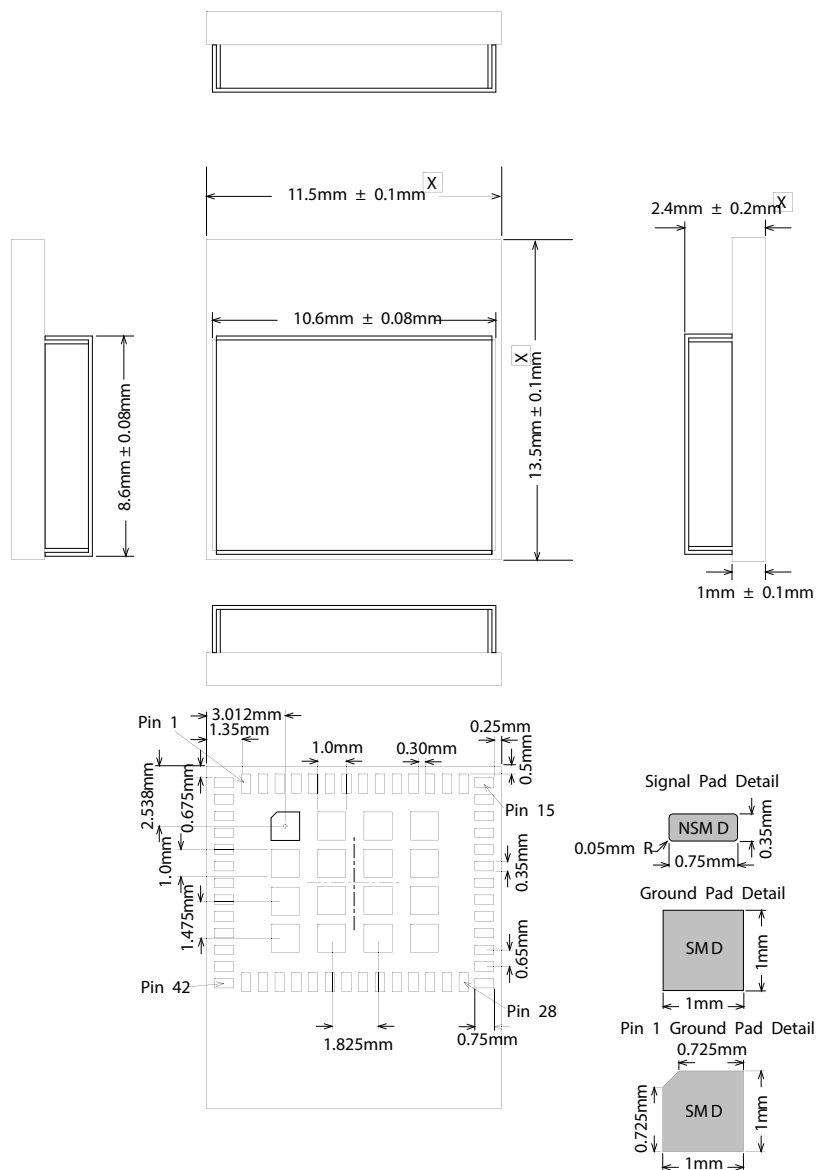 11.5mm ± 0.1mm X
2.4mm ± 0.2mm X
10.6mm ± 0.08mm
X
8.6mm ± 0.08mm
13.5mm ± 0.1mm
1mm ± 0.1mm
3.012mm
Pin 1
1.35mm
0.25mm
1.0mm
0.30mm
0.5mm
2.538mm
0.675mm
Pin 15
1.0mm
0.35mm
1.475mm
0.65mm
Pin 42
Pin 28
1.825mm
0.75mm
Signal Pad Detail
NSM D
0.35mm
0.05mm R
0.75mm
Ground Pad Detail
SM D
1mm
1mm
Pin 1 Ground Pad Detail
0.725mm
0.725mm
SM D
1mm
1mm